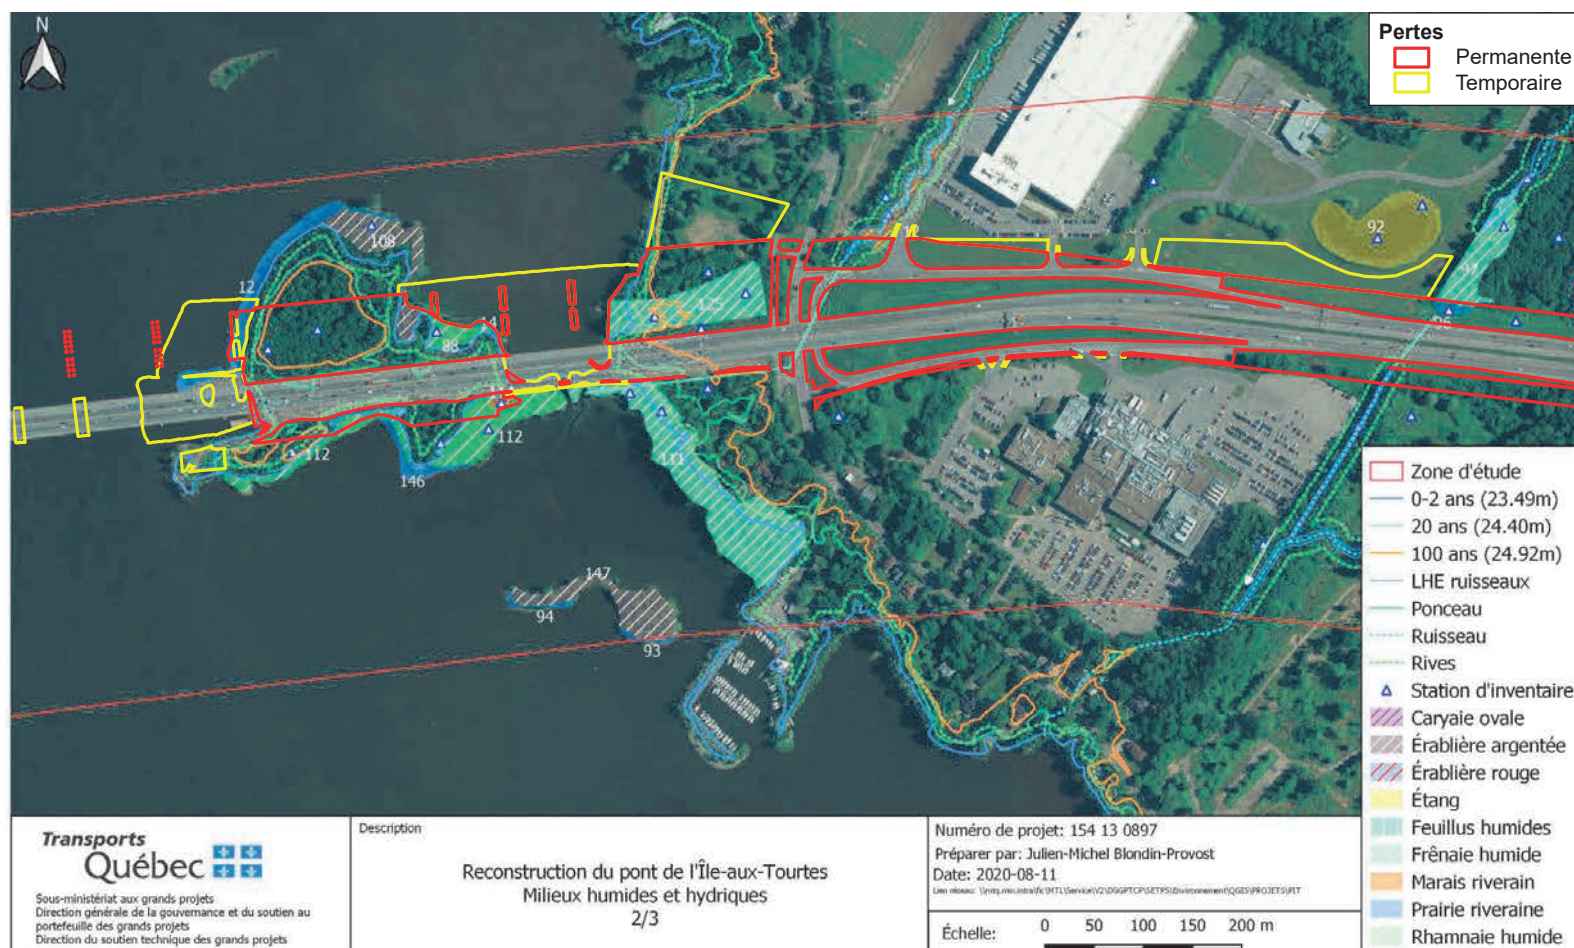 N
Pertes
Permanente
Temporaire
108
12
12
92
97
96
125
14
88
112
112
146
111
147
94
93
Zone d'étude
0-2 ans (23.49m)
20 ans (24.40m)
100 ans (24.92m)
LHE ruisseaux
Ponceau
Ruisseau
Rives
Station d'inventaire
Caryaie ovale
Érablière argentée
Érablière rouge
Étang
Feuillus humides
Frênaie humide
Marais riverain
Prairie riveraine
Rhamnaie humide
Transports
Québec
Sous-ministériat aux grands projets
Direction générale de la gouvernance et du soutien au
portefeuille des grands projets
Direction du soutien technique des grands projets
Description
Reconstruction du pont de l'Île-aux-Tourtes
Milieux humides et hydriques
2/3
Numéro de projet: 154 13 0897
Préparer par: Julien-Michel Blondin-Provost
Date: 2020-08-11
Échelle:
0 50 100 150 200 m